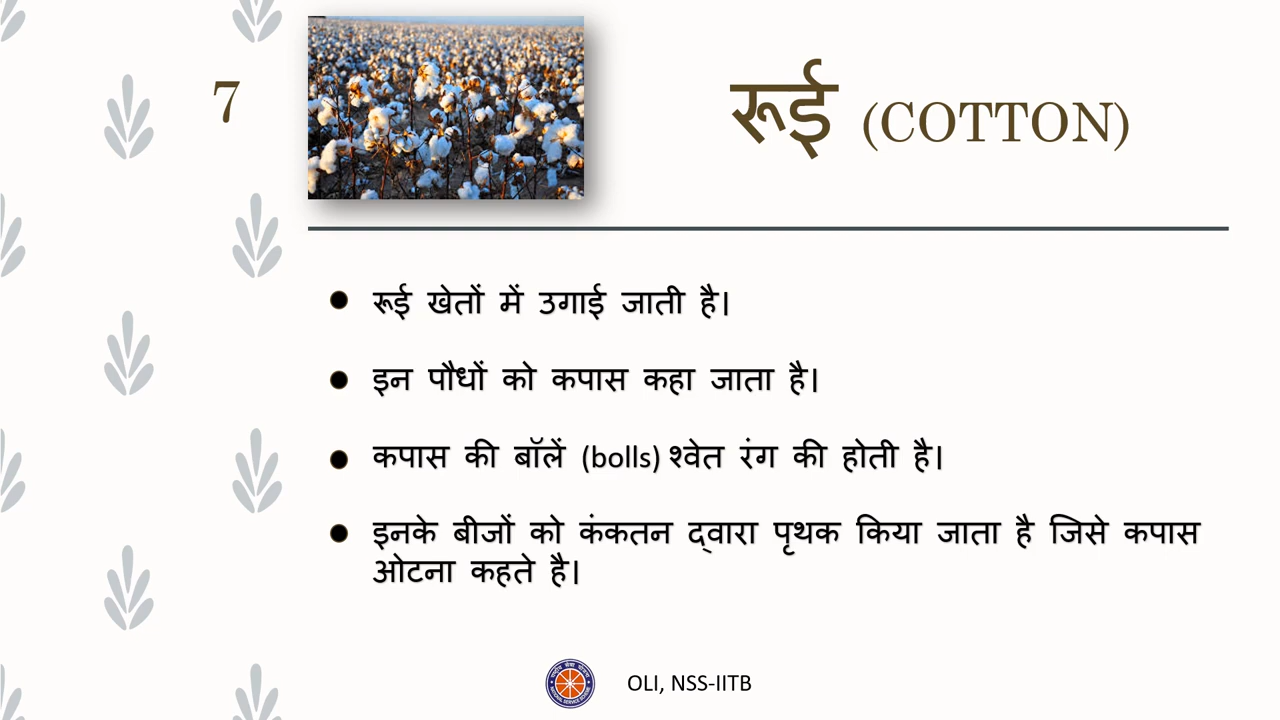 7
रूई (COTTON)
रूई खेतों में उगाई जाती है।
इन पौधों को कपास कहा जाता है।
कपास की बॉलें (bolls) श्वेत रंग की होती है।
इनके बीजों को कंकतन द्वारा पृथक किया जाता है जिसे कपास
ओटना कहते है।
OLI, NSS-IITB